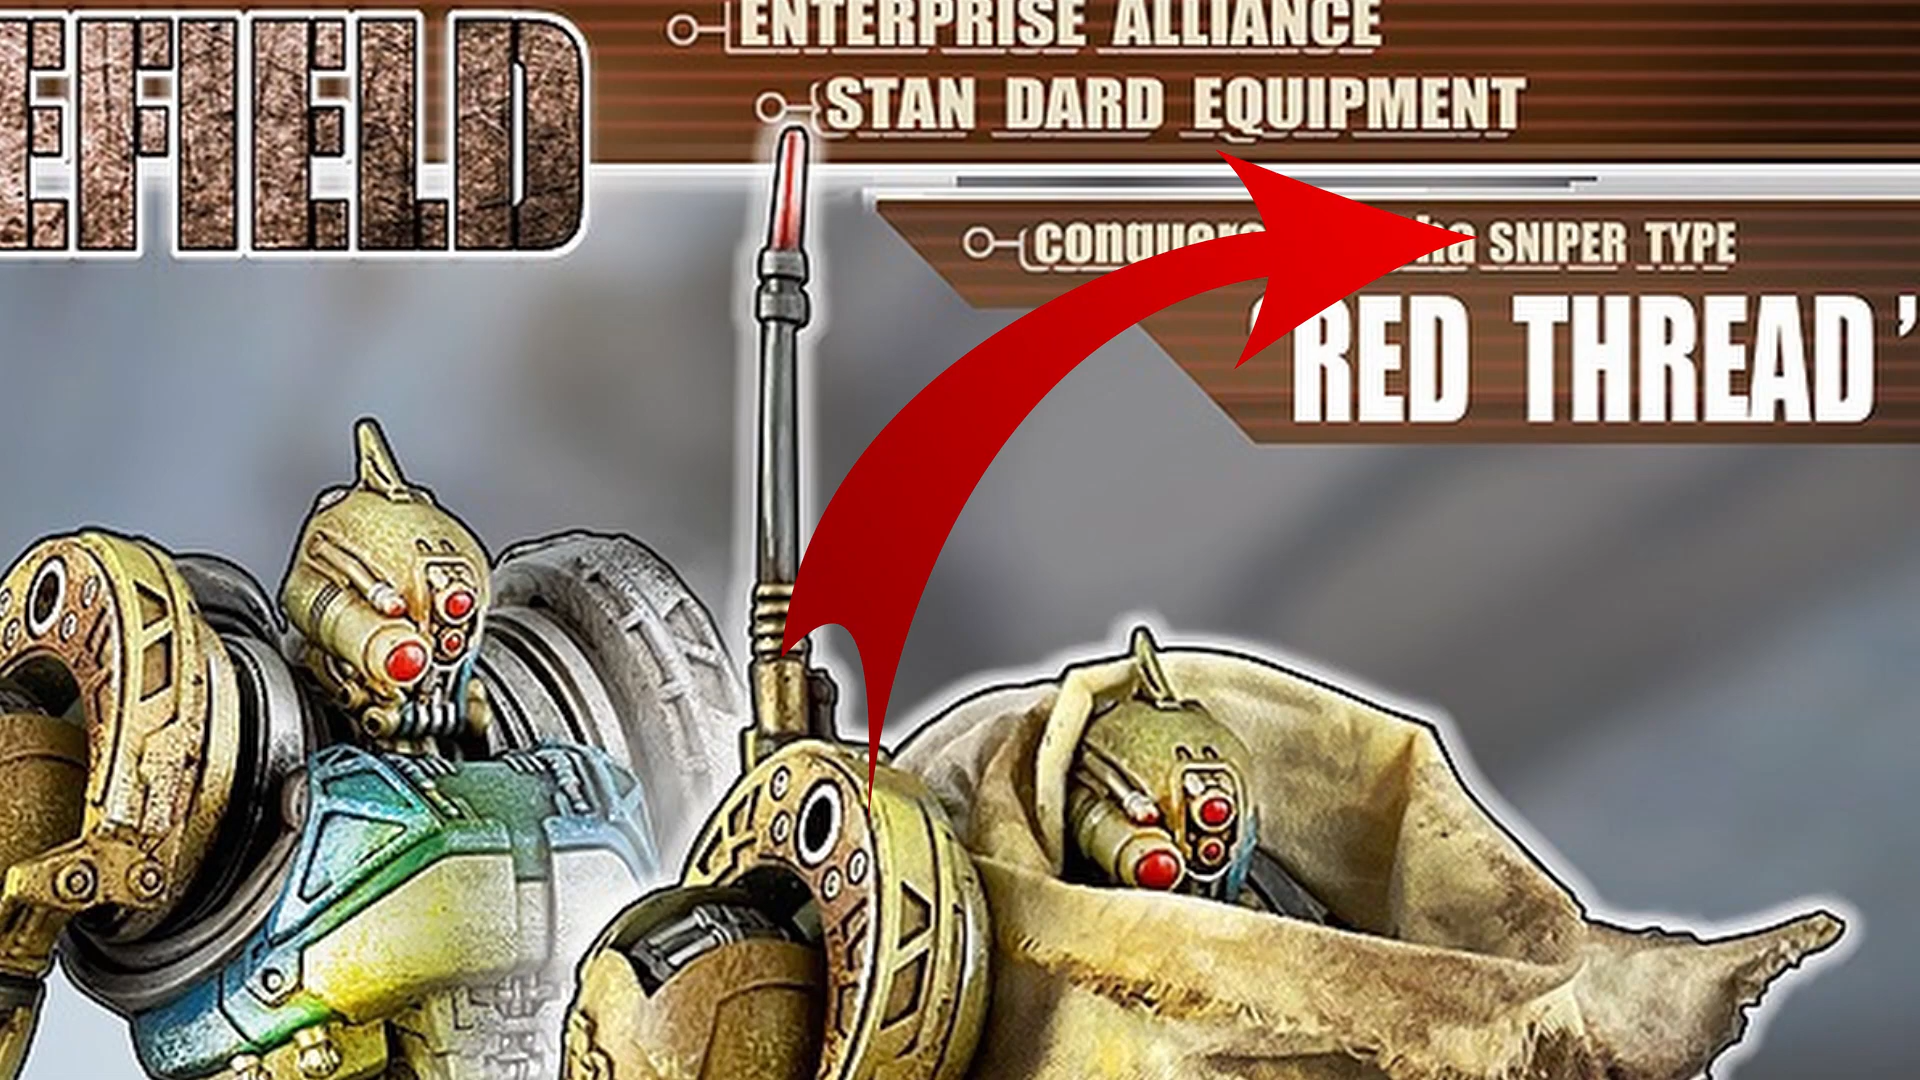 EFIELD
ENTERPRISE ALLIANCE
STAN DARD EQUIPMENT
SNIPER TYPE
RED THREAD'